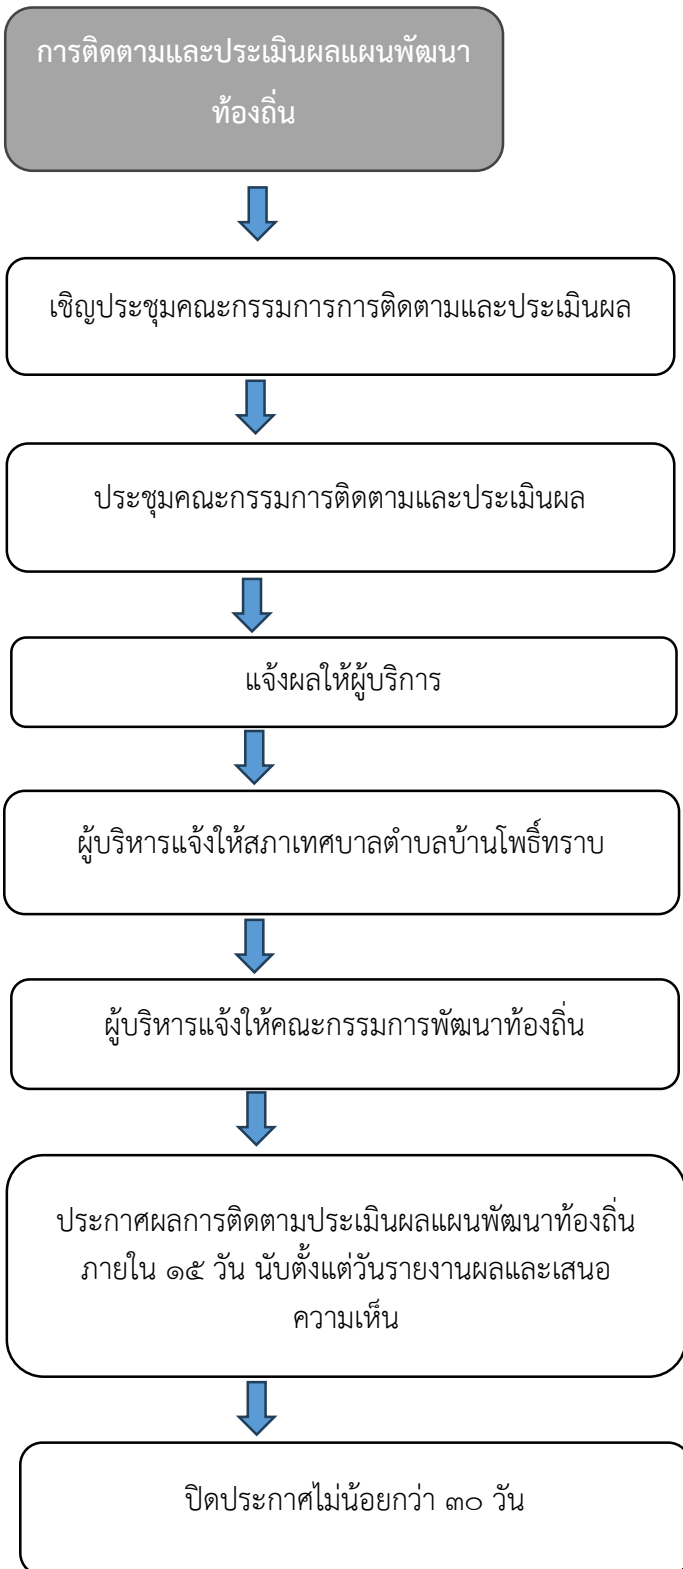 การติดตามและประเมินผลแผนพัฒนา
ท้องถิ่น
เชิญประชุมคณะกรรมการการติดตามและประเมินผล
ประชุมคณะกรรมการติดตามและประเมินผล
แจ้งผลให้ผู้บริการ
ผู้บริหารแจ้งให้สภาเทศบาลตำบลบ้านโพธิ์ทราบ
ผู้บริหารแจ้งให้คณะกรรมการพัฒนาท้องถิ่น
ประกาศผลการติดตามประเมินผลแผนพัฒนาท้องถิ่น
ภายใน ๑๕ วัน นับตั้งแต่วันรายงานผลและเสนอ
ความเห็น
ปิดประกาศไม่น้อยกว่า ๓๐ วัน